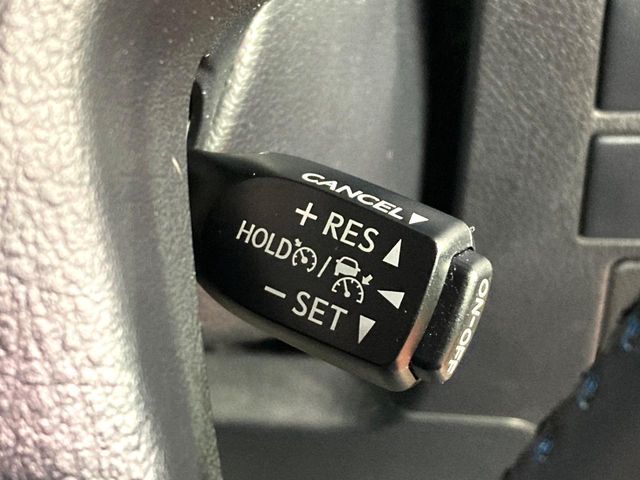 CANCEL▼
+ RES ▲
HOLD / ◀
− SET ▼
ON-OFF